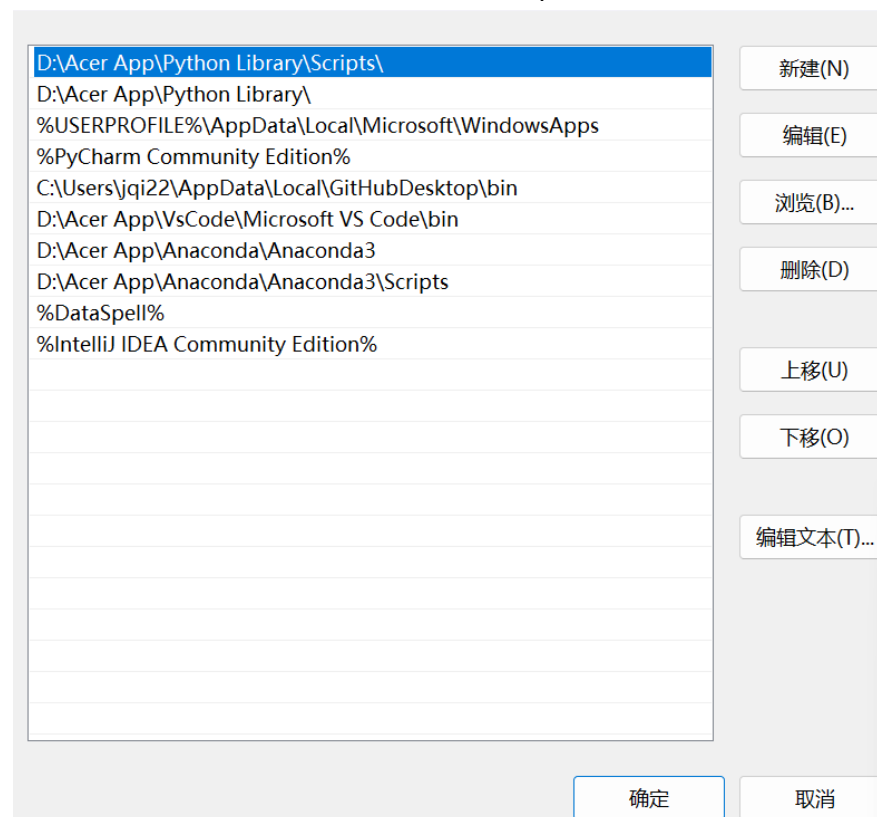 D:\Acer App\Python Library\Scripts\
D:\Acer App\Python Library\
%USERPROFILE%\AppData\Local\Microsoft\WindowsApps
%PyCharm Community Edition%
C:\Users\jqi22\AppData\Local\GitHubDesktop\bin
D:\Acer App\VsCode\Microsoft VS Code\bin
D:\Acer App\Anaconda\Anaconda3
D:\Acer App\Anaconda\Anaconda3\Scripts
%DataSpell%
%IntelliJ IDEA Community Edition%
新建(N)
编辑(E)
浏览(B)...
删除(D)
上移(U)
下移(O)
编辑文本(T)...
确定
取消